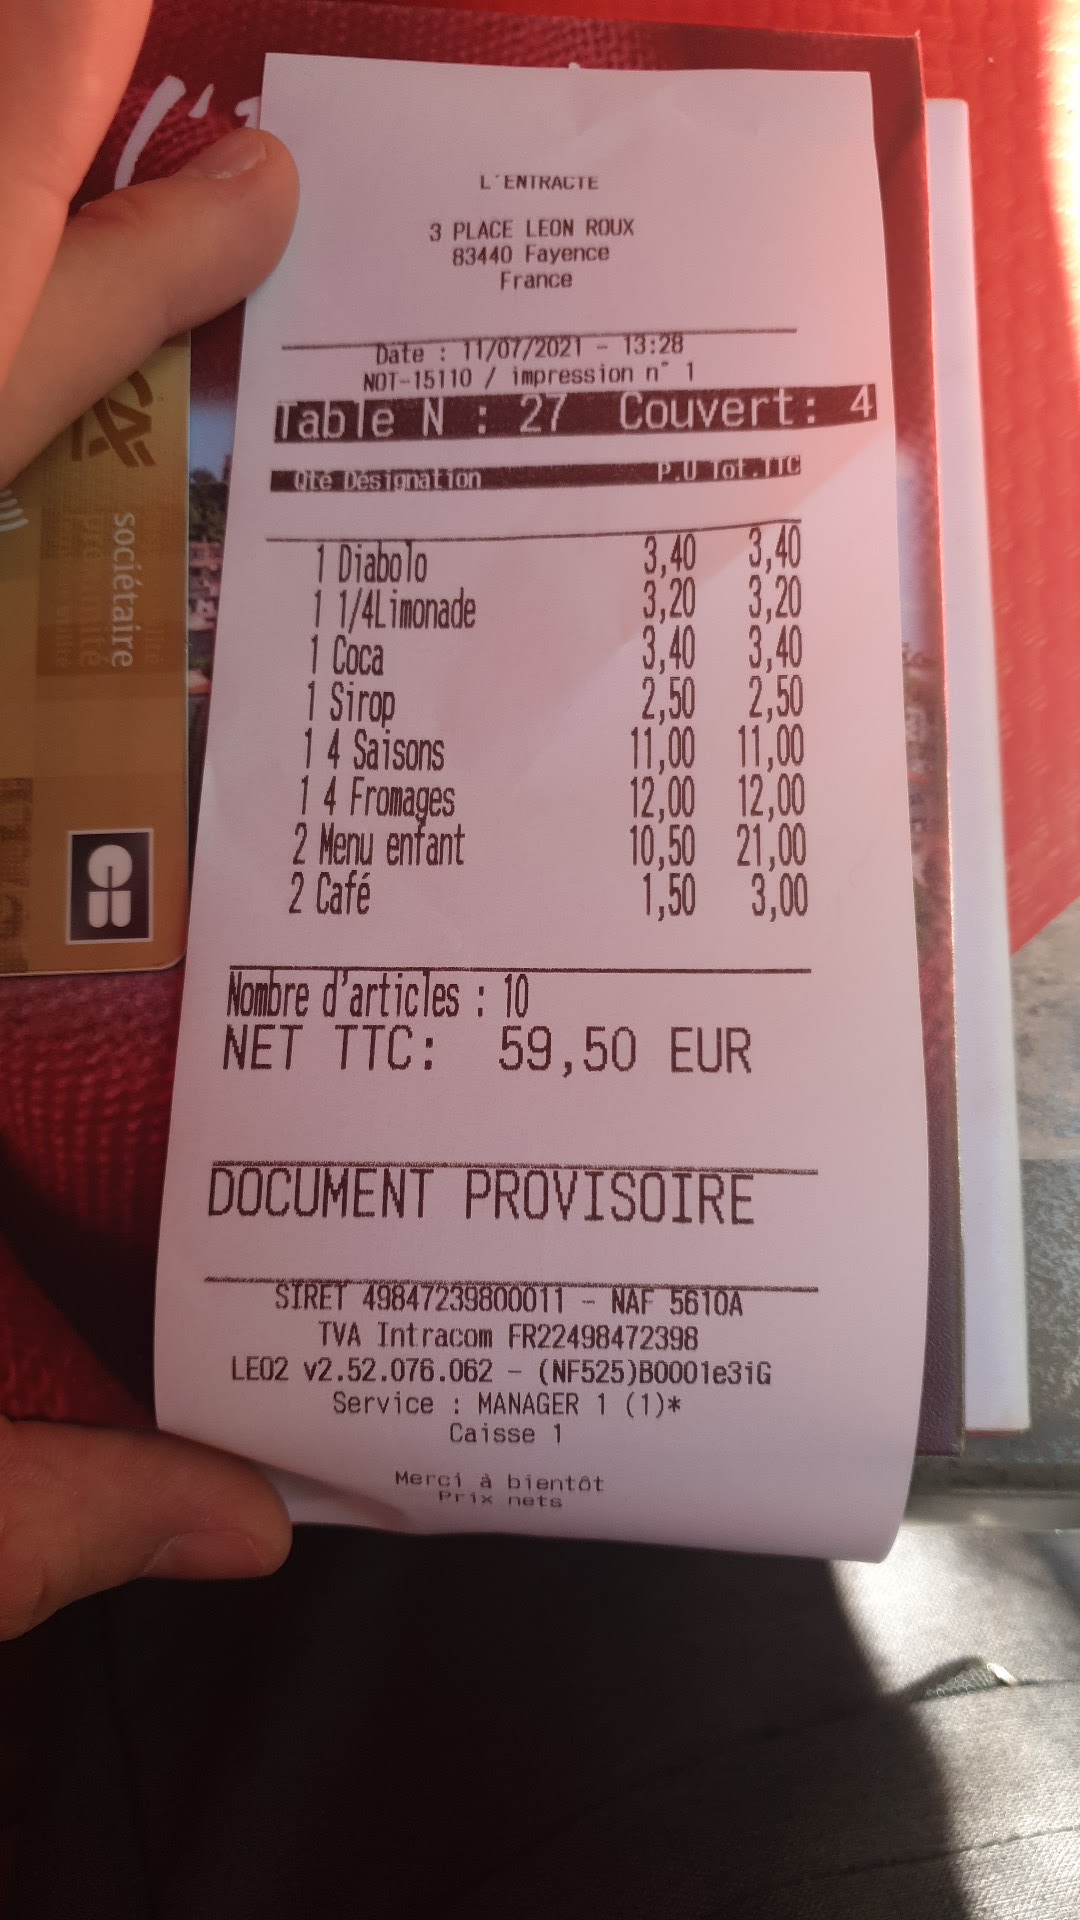 L'ENTRACTE
3 PLACE LEON ROUX
83440 Fayence
France
Date : 11/07/2021 - 13:28
NOT-15110 / impression n° 1
Table N : 27 Couvert: 4
Qté Désignation P.U Tot.TTC
1 Diabolo 3,40 3,40
1 1/4Limonade 3,20 3,20
1 Coca 3,40 3,40
1 Sirop 2,50 2,50
1 4 Saisons 11,00 11,00
1 4 Fromages 12,00 12,00
2 Menu enfant 10,50 21,00
2 Café 1,50 3,00
Nombre d'articles : 10
NET TTC: 59,50 EUR
DOCUMENT PROVISOIRE
SIRET 49847239800011 - NAF 5610A
TVA Intracom FR22498472398
LEO2 v2.52.076.062 - (NF525)B0001e3iG
Service : MANAGER 1 (1)*
Caisse 1
Merci à bientôt
Prix nets
sociétaire
CB